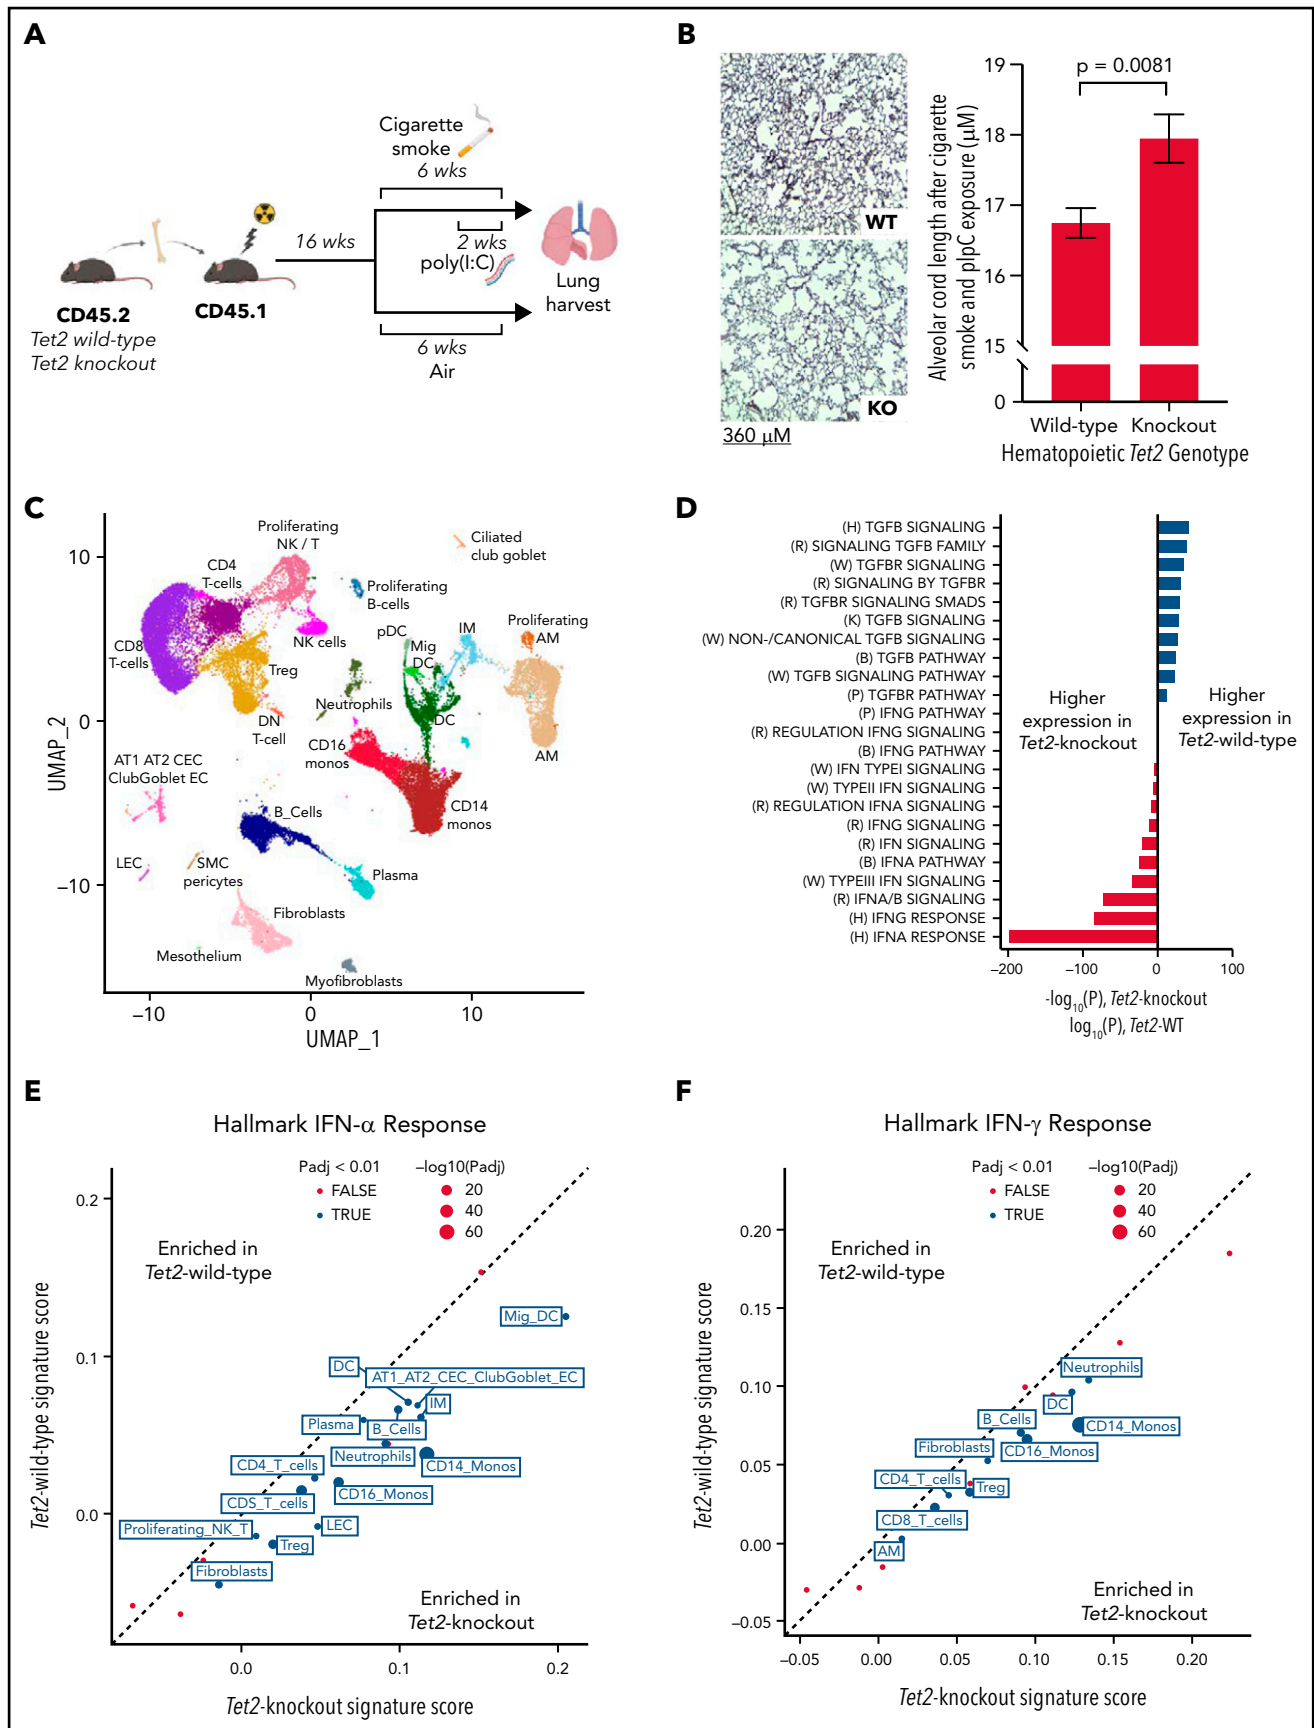 A
Cigarette
smoke
6 wks
16 wks
2 wks
poly(I:C)
CD45.2
Tet2 wild-type
Tet2 knockout
CD45.1
6 wks
Air
Lung
harvest
B
WT
KO
360 μM
Alveolar cord length after cigarette
smoke and pIpC exposure (μM)
19
18
17
16
15
0
p = 0.0081
Wild-type
Knockout
Hematopoietic Tet2 Genotype
C
UMAP_2
10
0
−10
Proliferating
NK / T
CD4
T-cells
CD8
T-cells
NK cells
Treg
DN
T-cell
Proliferating
B-cells
Ciliated
club goblet
pDC
Mig
DC
IM
Proliferating
AM
Neutrophils
DC
AM
CD16
monos
CD14
monos
AT1 AT2 CEC
ClubGoblet EC
B_Cells
LEC
SMC
pericytes
Plasma
Fibroblasts
Mesothelium
Myofibroblasts
−10
0
10
UMAP_1
D
(H) TGFB SIGNALING
(R) SIGNALING TGFB FAMILY
(W) TGFBR SIGNALING
(R) SIGNALING BY TGFBR
(R) TGFBR SIGNALING SMADS
(K) TGFB SIGNALING
(W) NON-/CANONICAL TGFB SIGNALING
(B) TGFB PATHWAY
(W) TGFB SIGNALING PATHWAY
(P) TGFBR PATHWAY
(P) IFNG PATHWAY
(R) REGULATION IFNG SIGNALING
(B) IFNG PATHWAY
(W) IFN TYPEI SIGNALING
(W) TYPEII IFN SIGNALING
(R) REGULATION IFNA SIGNALING
(R) IFNG SIGNALING
(R) IFN SIGNALING
(B) IFNA PATHWAY
(W) TYPEIII IFN SIGNALING
(R) IFNA/B SIGNALING
(H) IFNG RESPONSE
(H) IFNA RESPONSE
Higher
expression in
Tet2-knockout
Higher
expression in
Tet2-wild-type
−200
−100
0
100
-log10(P), Tet2-knockout
log10(P), Tet2-WT
E
Hallmark IFN-α Response
Padj < 0.01
FALSE
TRUE
−log10(Padj)
20
40
60
Enriched in
Tet2-wild-type
Tet2-wild-type signature score
0.2
0.1
0.0
Mig_DC
DC
AT1_AT2_CEC_ClubGoblet_EC
IM
Plasma
B_Cells
Neutrophils
CD4_T_cells
CD14_Monos
CDS_T_cells
CD16_Monos
Proliferating_NK_T
LEC
Treg
Fibroblasts
Enriched in
Tet2-knockout
0.0
0.1
0.2
Tet2-knockout signature score
F
Hallmark IFN-γ Response
Padj < 0.01
FALSE
TRUE
−log10(Padj)
20
40
60
Enriched in
Tet2-wild-type
Tet2-wild-type signature score
0.20
0.15
0.10
0.05
0.00
−0.05
Neutrophils
DC
B_Cells
CD14_Monos
Fibroblasts
CD16_Monos
CD4_T_cells
Treg
CD8_T_cells
AM
Enriched in
Tet2-knockout
−0.05
0.00
0.05
0.10
0.15
0.20
Tet2-knockout signature score